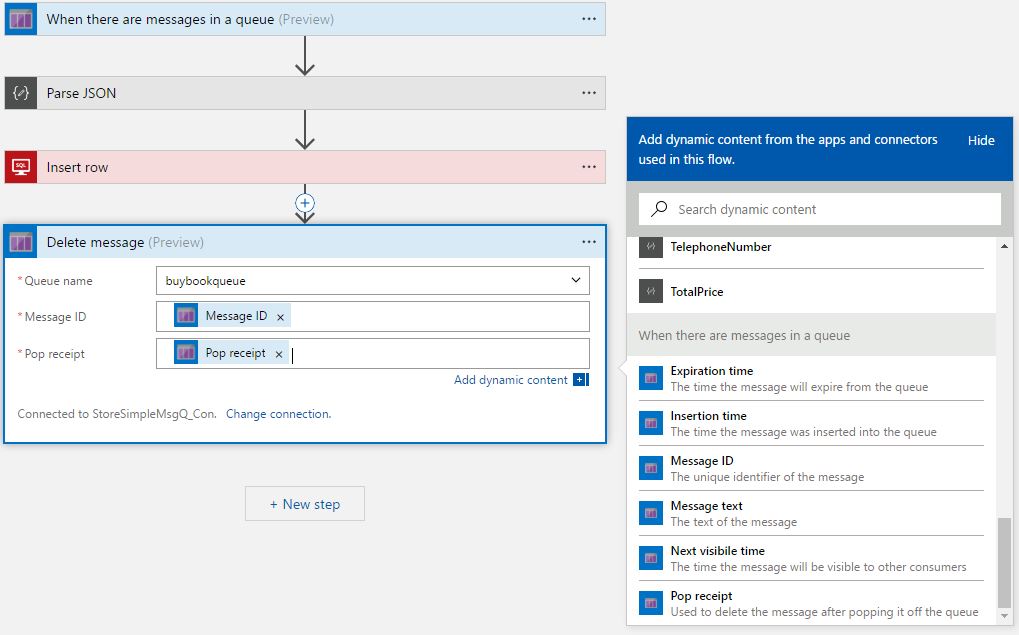 When there are messages in a queue (Preview)
Parse JSON
SQL
Insert row
Delete message (Preview)
* Queue name
buybookqueue
* Message ID
Message ID ×
* Pop receipt
Pop receipt ×
Add dynamic content
Connected to StoreSimpleMsgQ_Con. Change connection.
+ New step
Add dynamic content from the apps and connectors
used in this flow.
Hide
Search dynamic content
TelephoneNumber
TotalPrice
When there are messages in a queue
Expiration time
The time the message will expire from the queue
Insertion time
The time the message was inserted into the queue
Message ID
The unique identifier of the message
Message text
The text of the message
Next visibile time
The time the message will be visible to other consumers
Pop receipt
Used to delete the message after popping it off the queue